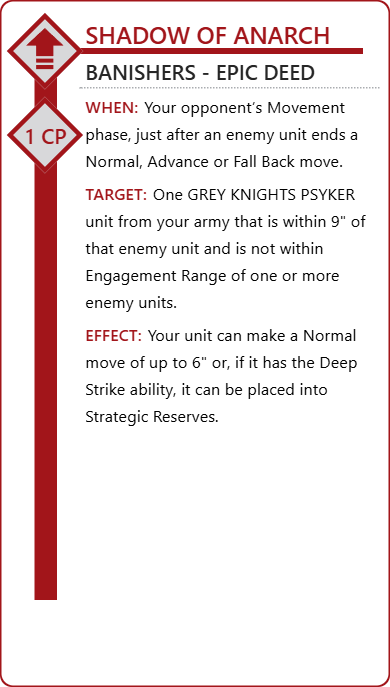 SHADOW OF ANARCH
BANISHERS - EPIC DEED
1 CP
WHEN: Your opponent’s Movement
phase, just after an enemy unit ends a
Normal, Advance or Fall Back move.
TARGET: One GREY KNIGHTS PSYKER
unit from your army that is within 9" of
that enemy unit and is not within
Engagement Range of one or more
enemy units.
EFFECT: Your unit can make a Normal
move of up to 6" or, if it has the Deep
Strike ability, it can be placed into
Strategic Reserves.